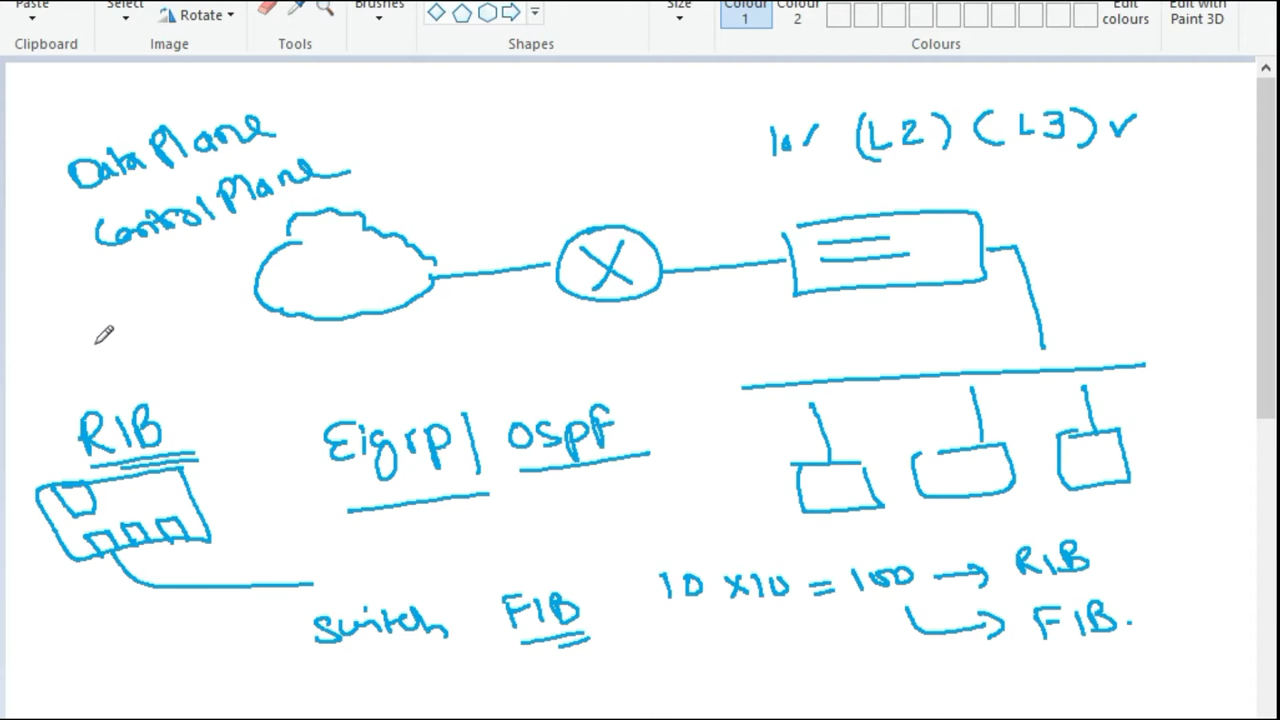 Paste
Select
Rotate
Brushes
Size
Colour 1
Colour 2
Edit colours
Edit with Paint 3D
Clipboard
Image
Tools
Shapes
Colours
Data Plane
Control Plane
(L2) (L3) ✓
X
RIB
Eigrp | OSPF
10 x 10 = 100 → RIB
→ FIB.
Switch FIB